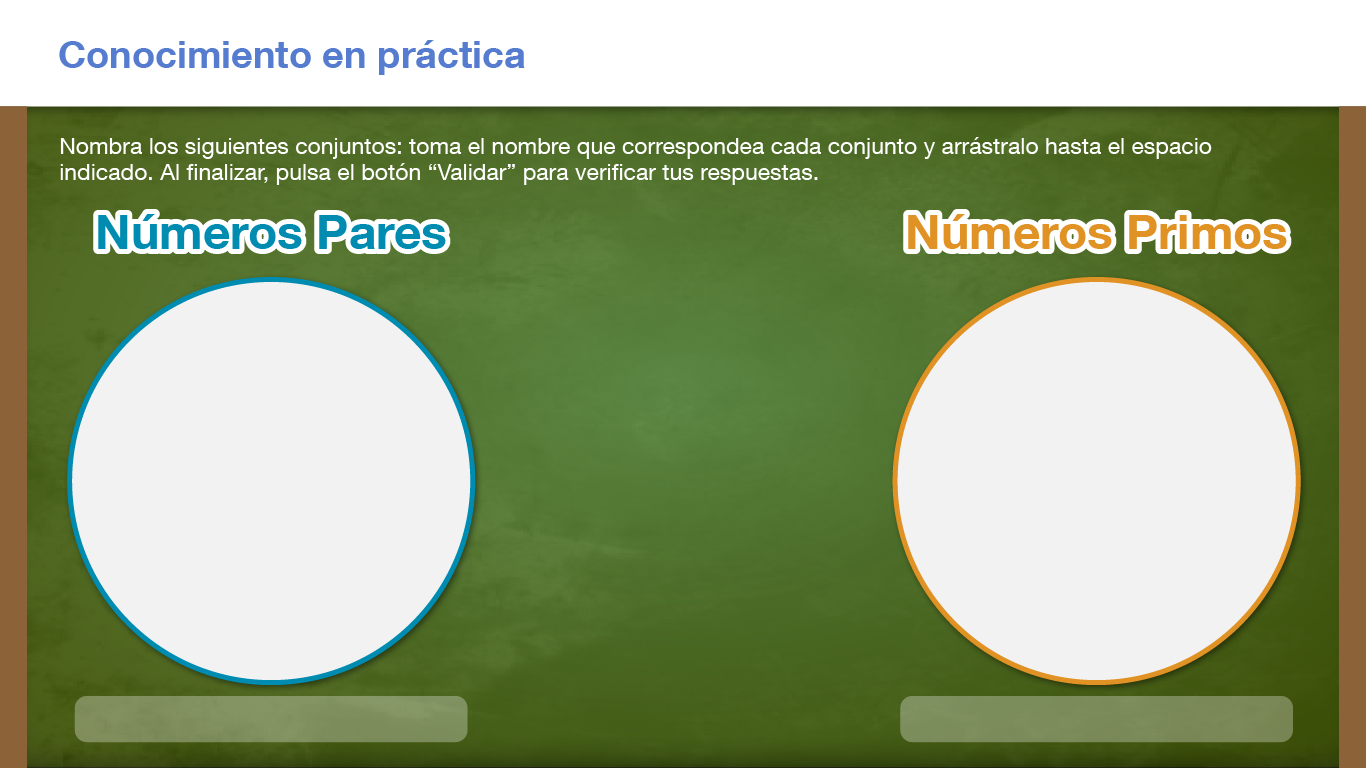 Conocimiento en práctica
Nombra los siguientes conjuntos: toma el nombre que correspondea cada conjunto y arrástralo hasta el espacio
indicado. Al finalizar, pulsa el botón “Validar” para verificar tus respuestas.
Números Pares
Números Primos